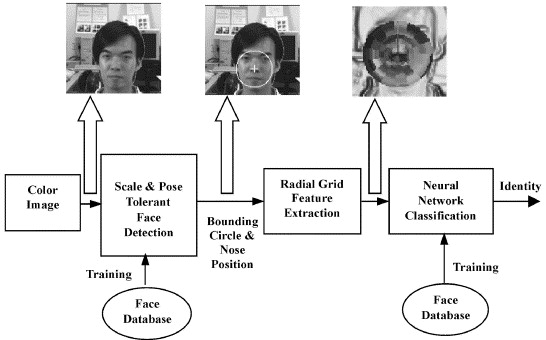 Color
Image
Scale & Pose
Tolerant
Face
Detection
Training
Face
Database
Bounding
Circle &
Nose
Position
Radial Grid
Feature
Extraction
Neural
Network
Classification
Training
Face
Database
Identity